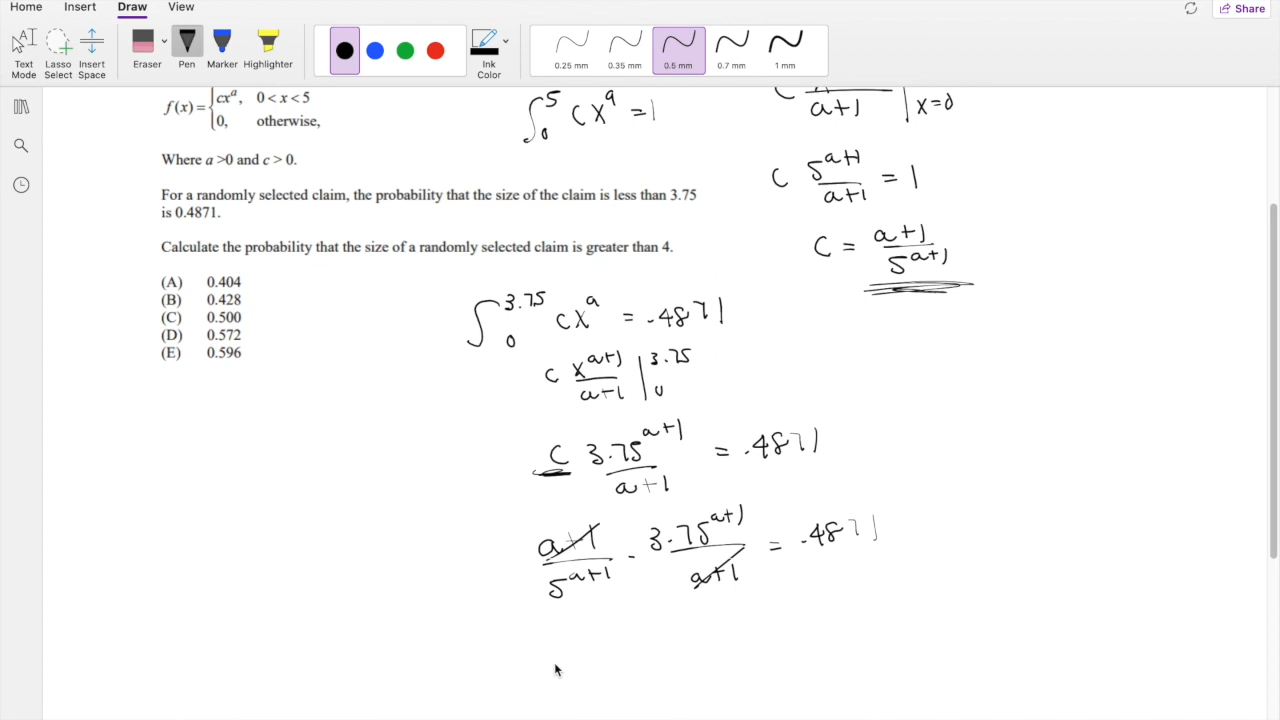 Home Insert Draw View Share
Text Mode Lasso Select Insert Space Eraser Pen Marker Highlighter Ink Color 0.25 mm 0.35 mm 0.5 mm 0.7 mm 1 mm
f(x) = { cx^a, 0 < x < 5
0, otherwise,
Where a >0 and c > 0.
For a randomly selected claim, the probability that the size of the claim is less than 3.75
is 0.4871.
Calculate the probability that the size of a randomly selected claim is greater than 4.
(A) 0.404
(B) 0.428
(C) 0.500
(D) 0.572
(E) 0.596
∫_0^5 cx^a = 1
a+1 | x=0
c 5^{a+1}/a+1 = 1
c = a+1/5^{a+1}
∫_0^{3.75} cx^a = .4871
c x^{a+1}/a+1 |_0^{3.75}
c 3.75^{a+1}/a+1 = .4871
a+1/5^{a+1} · 3.75^{a+1}/a+1 = .4871